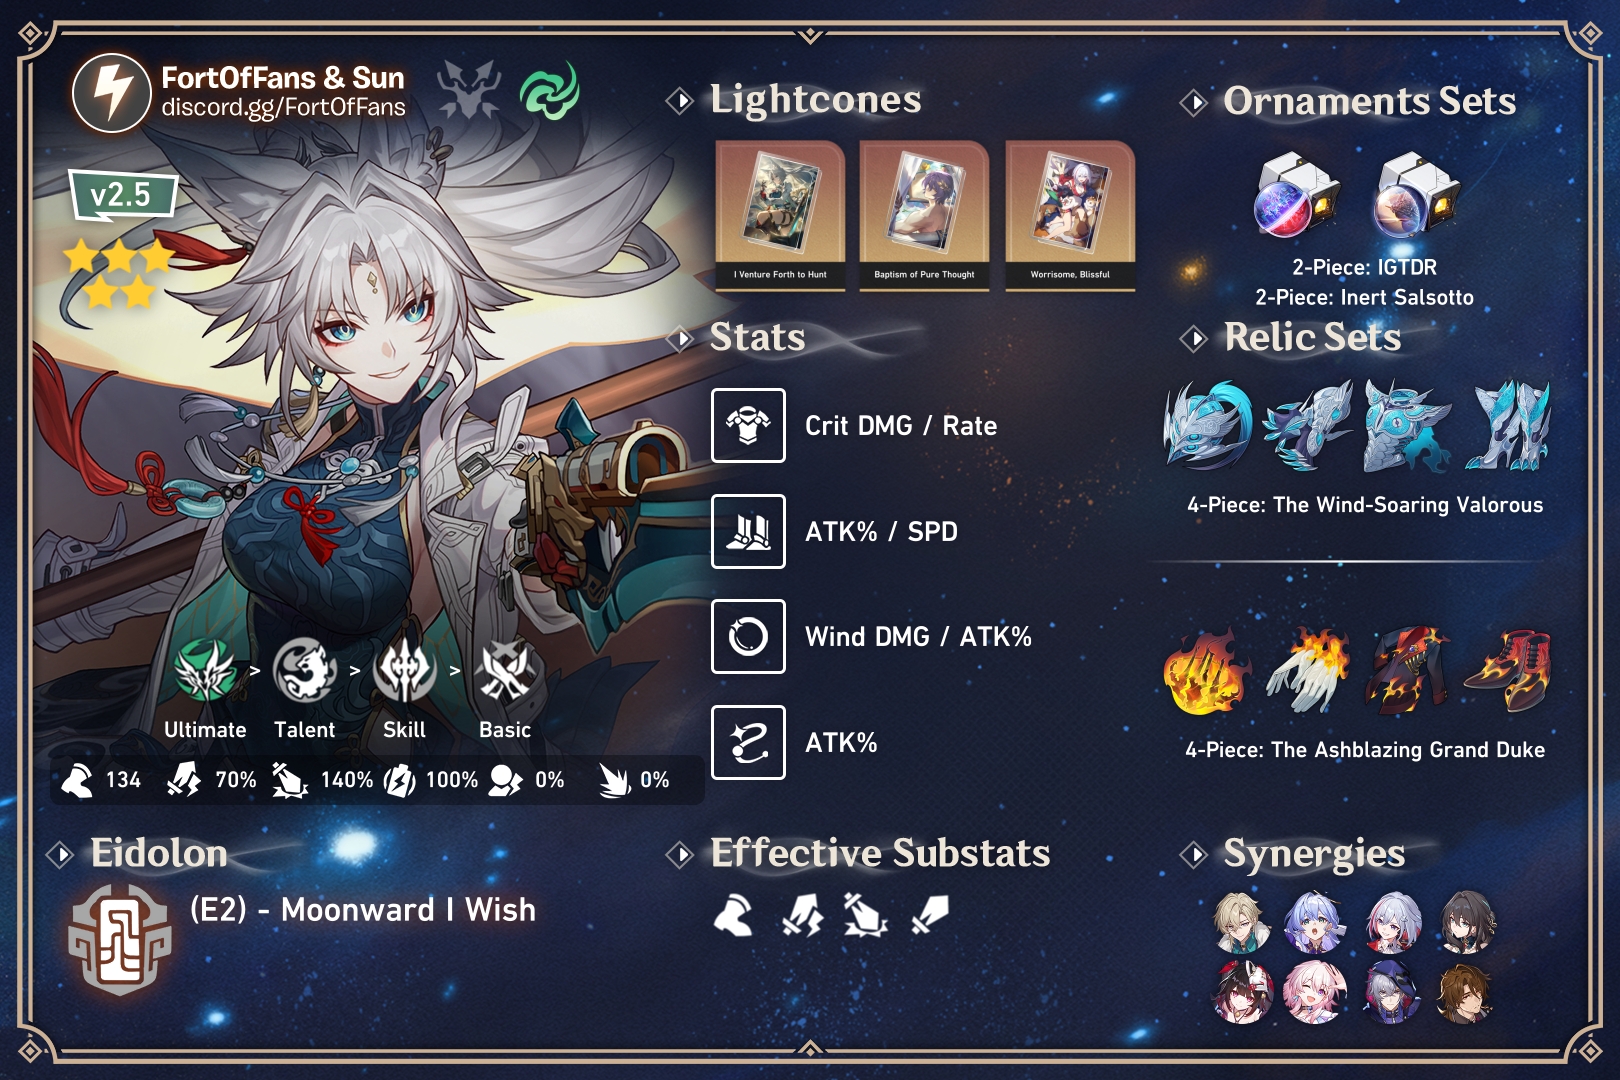 FortOfFans & Sun
discord.gg/FortOfFans
v2.5
Ultimate > Talent > Skill > Basic
134 70% 140% 100% 0% 0%
Eidolon
(E2) - Moonward I Wish
Lightcones
I Venture Forth to Hunt
Baptism of Pure Thought
Worrisome, Blissful
Stats
Crit DMG / Rate
ATK% / SPD
Wind DMG / ATK%
ATK%
Effective Substats
Ornaments Sets
2-Piece: IGTDR
2-Piece: Inert Salsotto
Relic Sets
4-Piece: The Wind-Soaring Valorous
4-Piece: The Ashblazing Grand Duke
Synergies